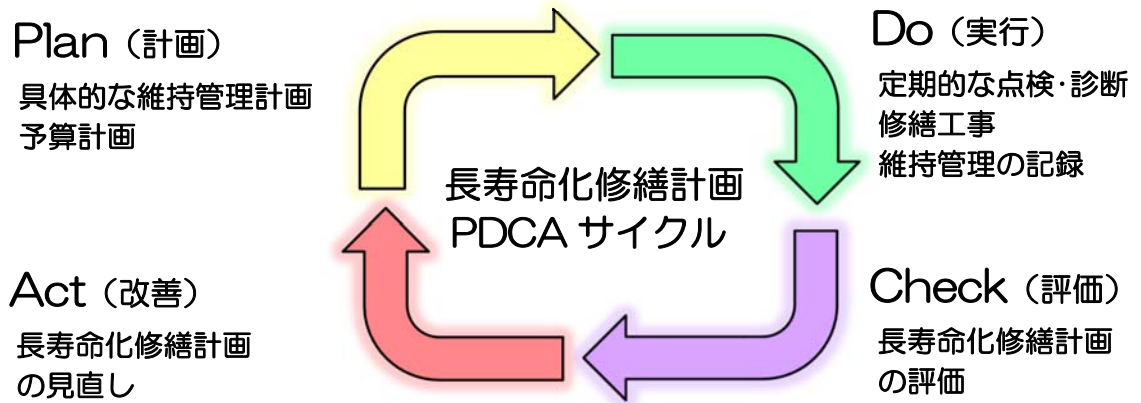 Plan（計画）
具体的な維持管理計画
予算計画
Do（実行）
定期的な点検・診断
修繕工事
維持管理の記録
長寿命化修繕計画
PDCA サイクル
Act（改善）
長寿命化修繕計画
の見直し
Check（評価）
長寿命化修繕計画
の評価